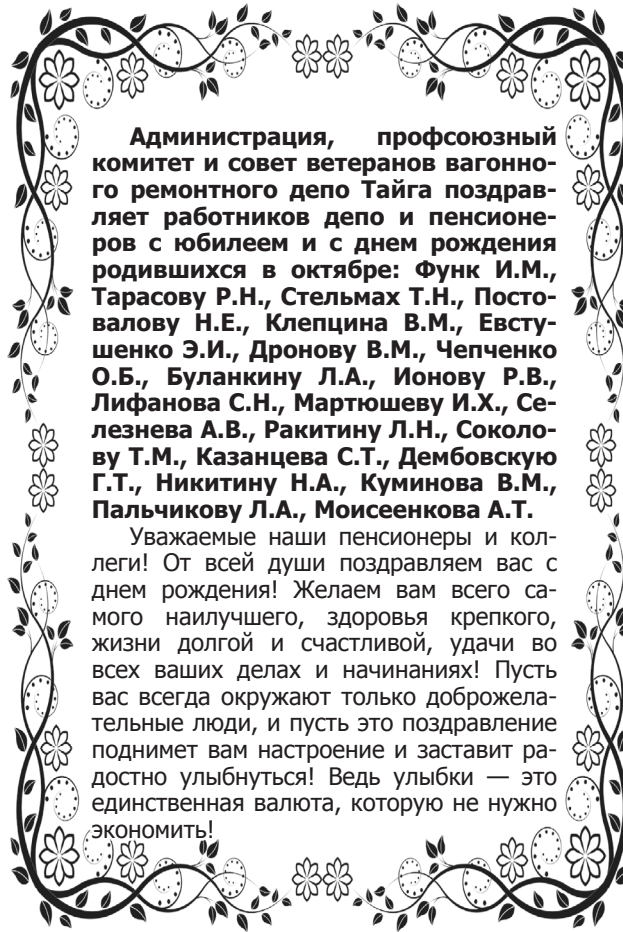 Администрация, профсоюзный
комитет и совет ветеранов вагонно-
го ремонтного депо Тайга поздрав-
ляет работников депо и пенсионе-
ров с юбилеем и с днем рождения
родившихся в октябре: Функ И.М.,
Тарасову Р.Н., Стельмах Т.Н., Посто-
валову Н.Е., Клепцина В.М., Евсту-
шенко Э.И., Дронову В.М., Чепченко
О.Б., Буланкину Л.А., Ионову Р.В.,
Лифанова С.Н., Мартюшеву И.Х., Се-
лезнева А.В., Ракитину Л.Н., Соколо-
ву Т.М., Казанцева С.Т., Дембовскую
Г.Т., Никитину Н.А., Куминова В.М.,
Пальчикову Л.А., Моисеенкова А.Т.
Уважаемые наши пенсионеры и кол-
леги! От всей души поздравляем вас с
днем рождения! Желаем вам всего са-
мого наилучшего, здоровья крепкого,
жизни долгой и счастливой, удачи во
всех ваших делах и начинаниях! Пусть
вас всегда окружают только доброжела-
тельные люди, и пусть это поздравление
поднимет вам настроение и заставит ра-
достно улыбнуться! Ведь улыбки — это
единственная валюта, которую не нужно
экономить!